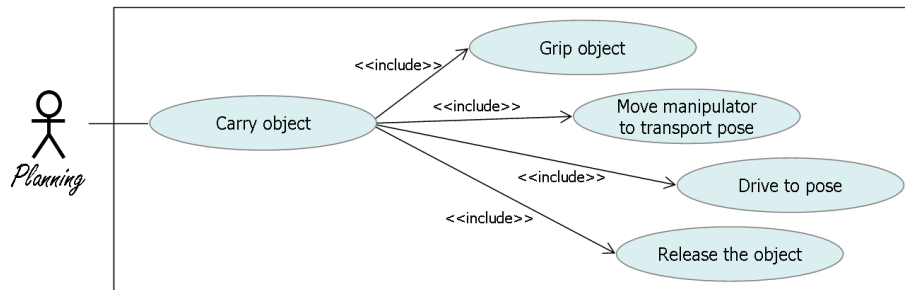 Grip object
<<include>>
<<include>>
Move manipulator
to transport pose
Carry object
Planning
<<include>>
Drive to pose
<<include>>
Release the object